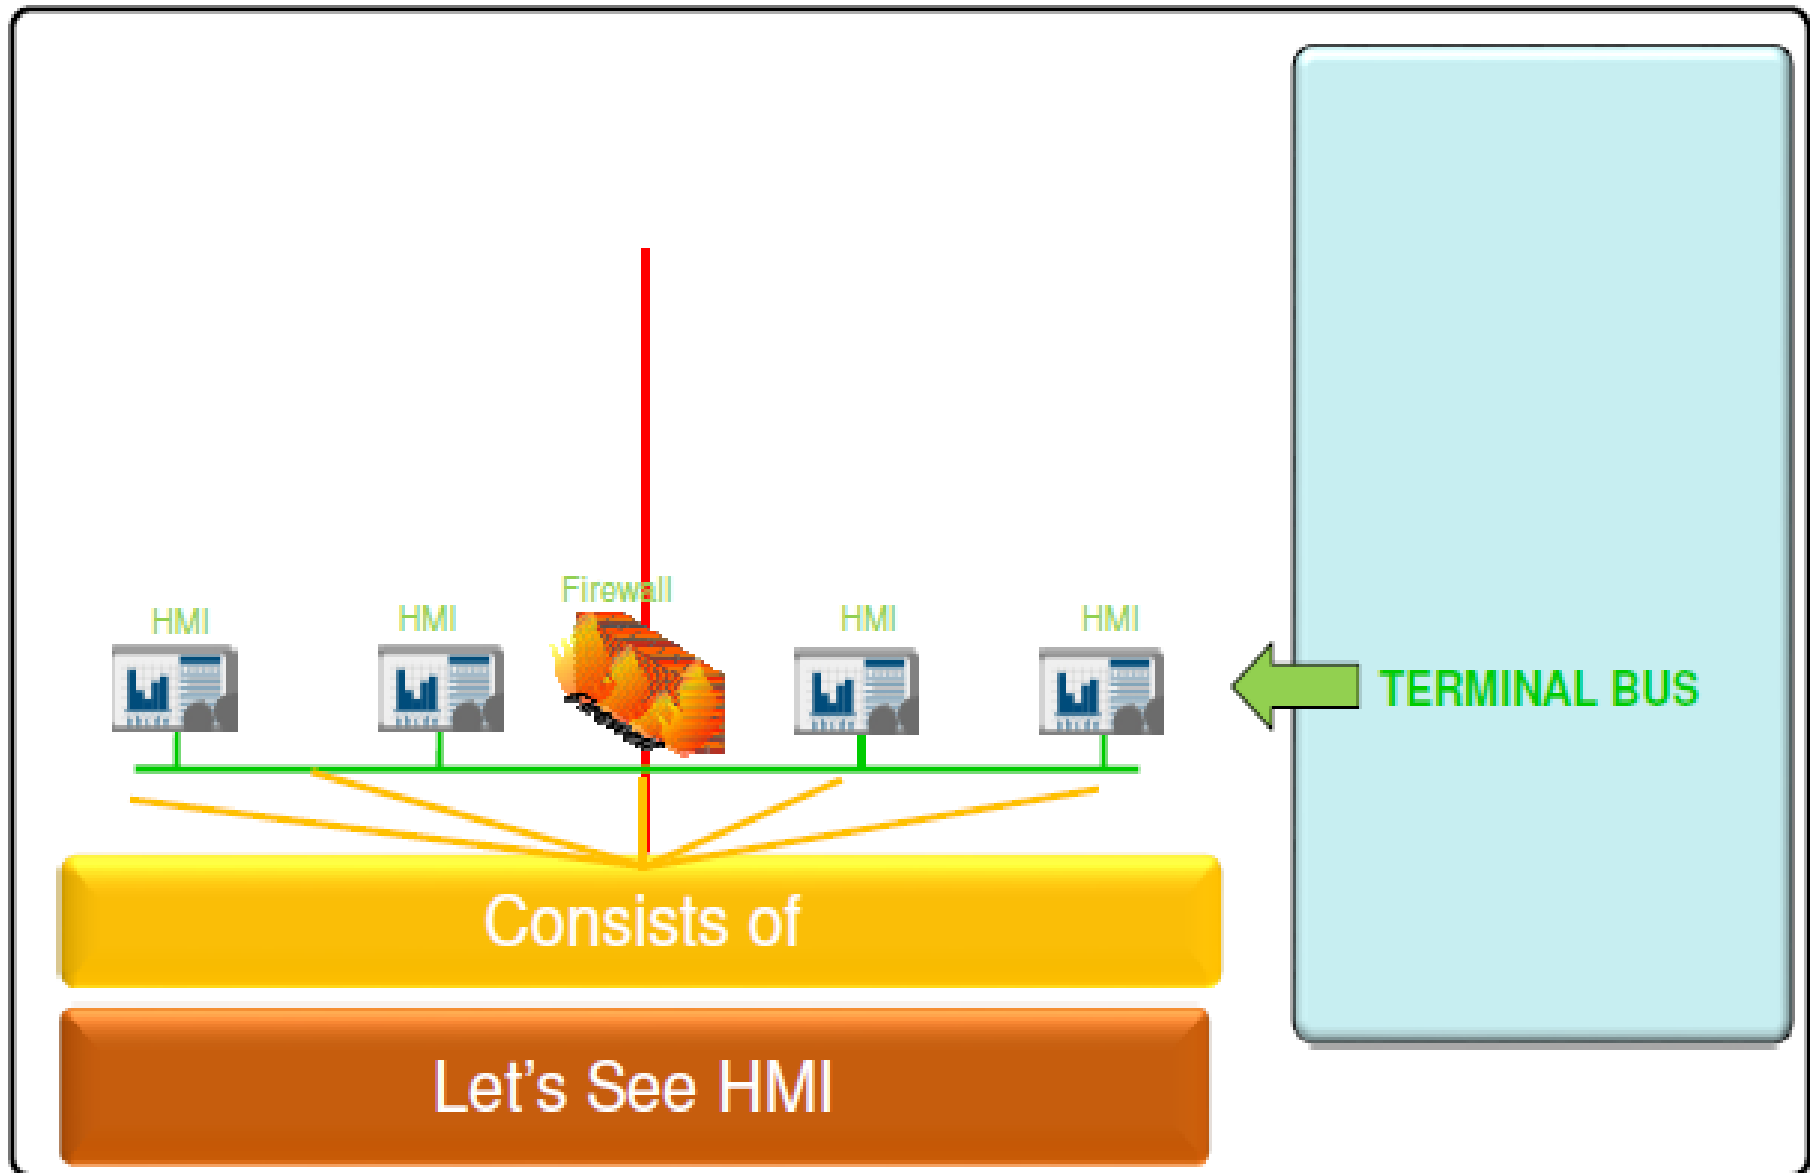 Firewall
HMI
HMI
HMI
HMI
TERMINAL BUS
Consists of
Let's See HMI